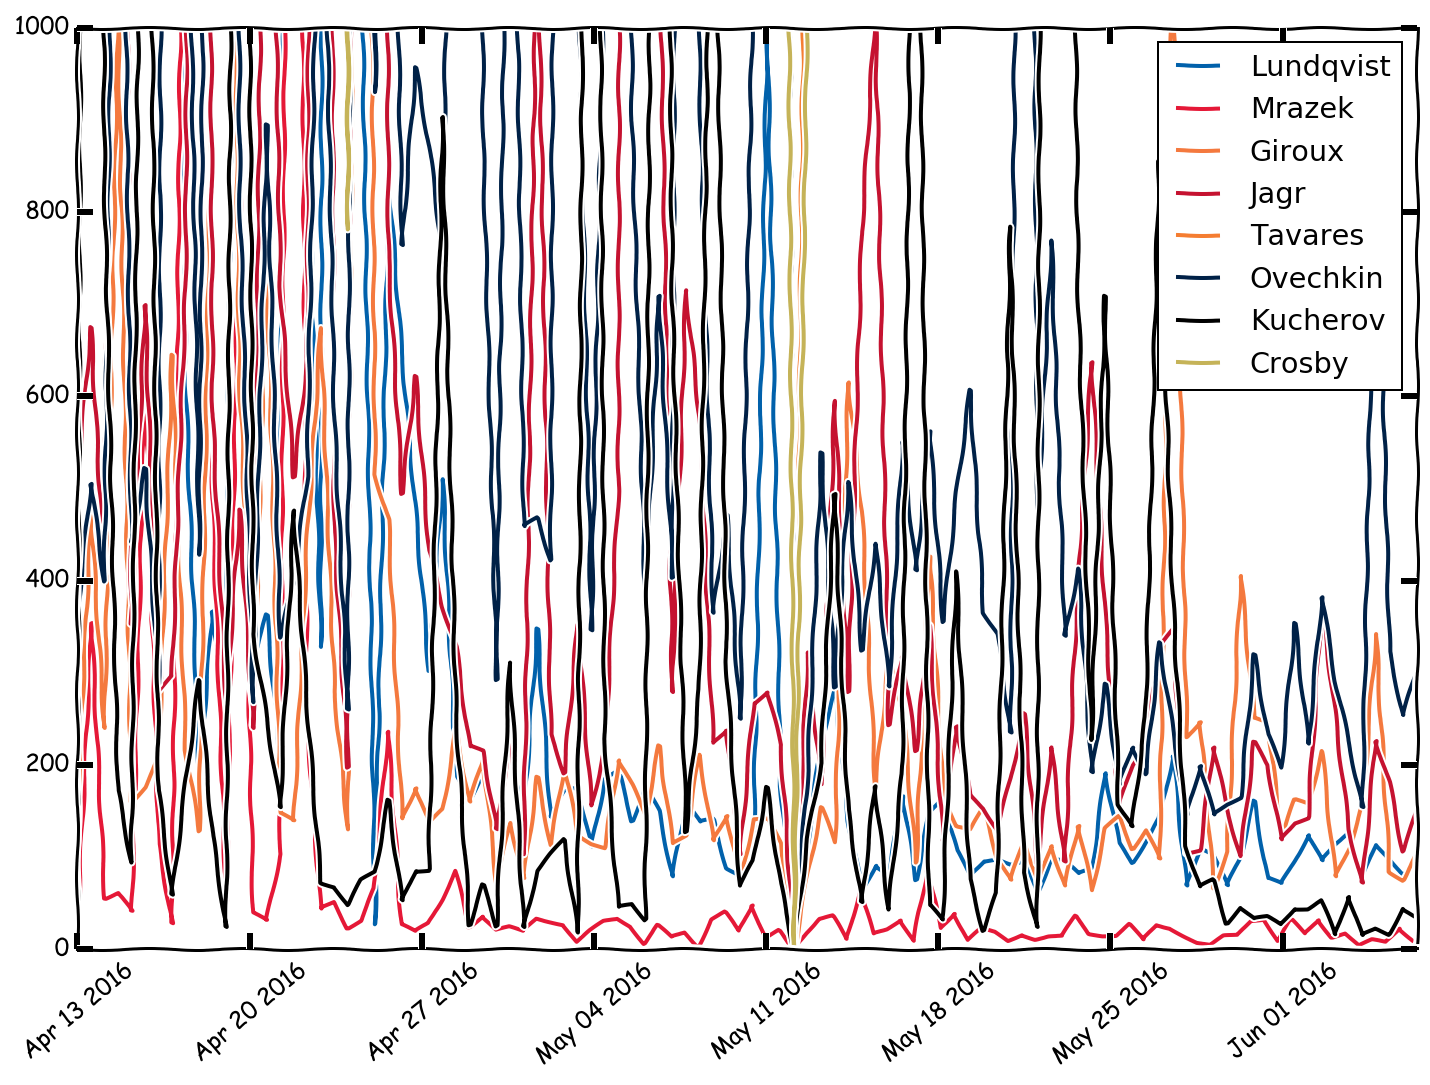 1000
800
600
400
200
0
Apr 13 2016
Apr 20 2016
Apr 27 2016
May 04 2016
May 11 2016
May 18 2016
May 25 2016
Jun 01 2016
Lundqvist
Mrazek
Giroux
Jagr
Tavares
Ovechkin
Kucherov
Crosby